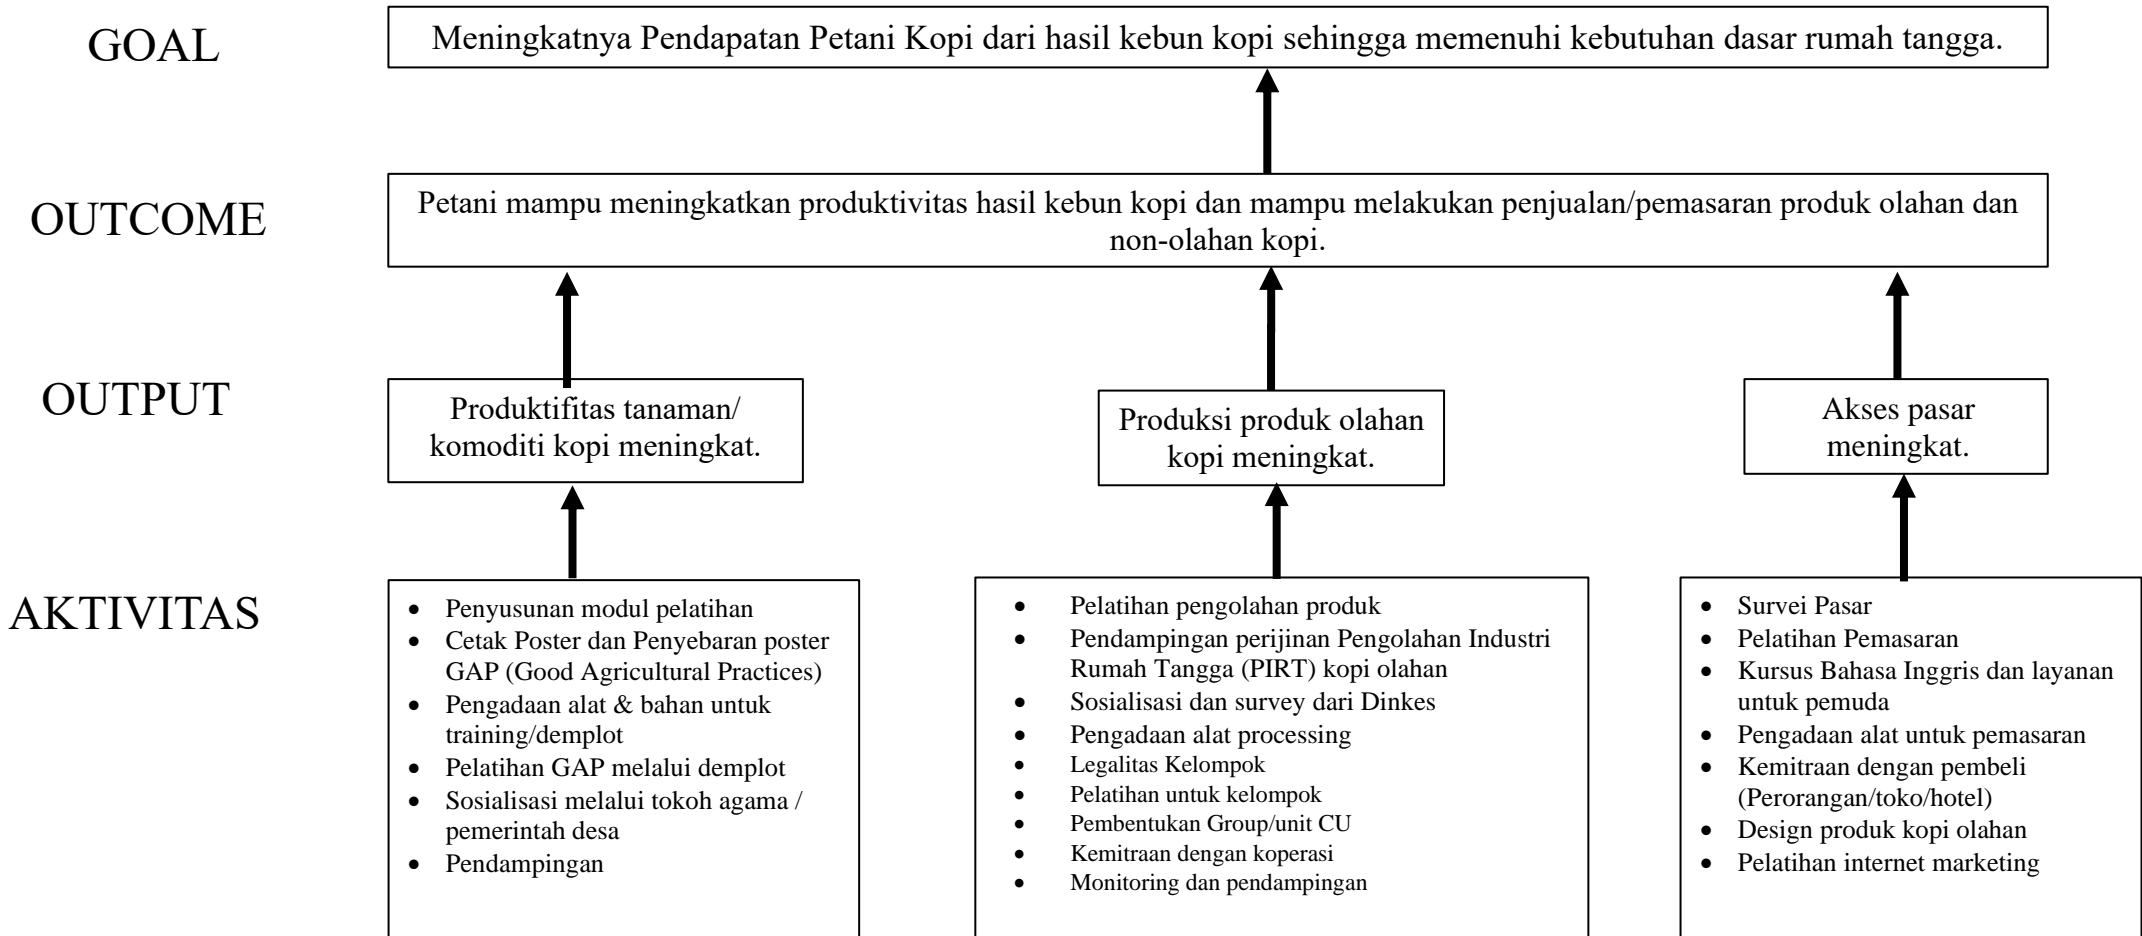 GOAL
Meningkatnya Pendapatan Petani Kopi dari hasil kebun kopi sehingga memenuhi kebutuhan dasar rumah tangga.
OUTCOME
Petani mampu meningkatkan produktivitas hasil kebun kopi dan mampu melakukan penjualan/pemasaran produk olahan dan
non-olahan kopi.
OUTPUT
Produktifitas tanaman/
komoditi kopi meningkat.
Produksi produk olahan
kopi meningkat.
Akses pasar
meningkat.
AKTIVITAS
• Penyusunan modul pelatihan
• Cetak Poster dan Penyebaran poster
GAP (Good Agricultural Practices)
• Pengadaan alat & bahan untuk
training/demplot
• Pelatihan GAP melalui demplot
• Sosialisasi melalui tokoh agama /
pemerintah desa
• Pendampingan
• Pelatihan pengolahan produk
• Pendampingan perijinan Pengolahan Industri
Rumah Tangga (PIRT) kopi olahan
• Sosialisasi dan survey dari Dinkes
• Pengadaan alat processing
• Legalitas Kelompok
• Pelatihan untuk kelompok
• Pembentukan Group/unit CU
• Kemitraan dengan koperasi
• Monitoring dan pendampingan
• Survei Pasar
• Pelatihan Pemasaran
• Kursus Bahasa Inggris dan layanan
untuk pemuda
• Pengadaan alat untuk pemasaran
• Kemitraan dengan pembeli
(Perorangan/toko/hotel)
• Design produk kopi olahan
• Pelatihan internet marketing